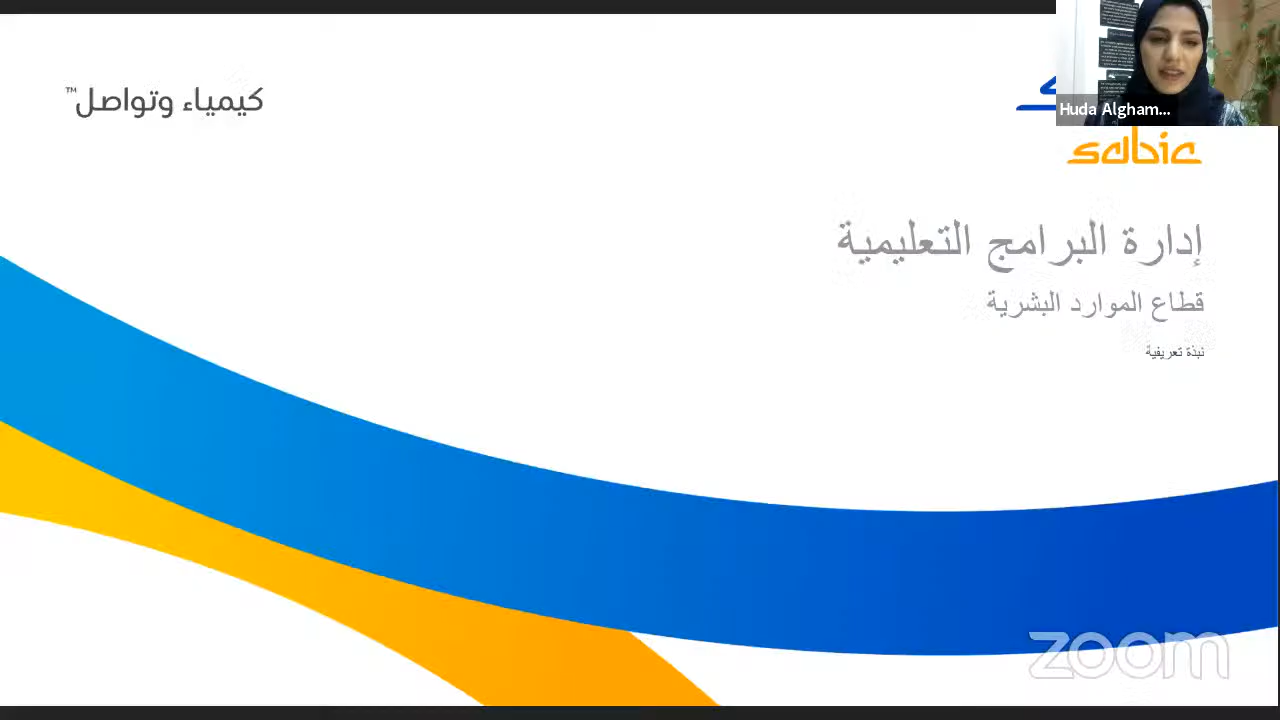 كيمياء وتواصل™
Huda Algham...
sabic
إدارة البرامج التعليمية
قطاع الموارد البشرية
نبذة تعريفية
zoom